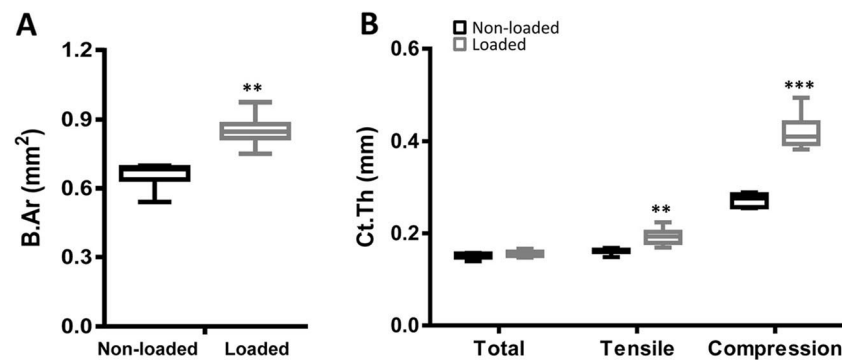 A
B.Ar (mm²)
1.2
0.9
0.6
0.3
0.0
**
Non-loaded Loaded
B
Non-loaded
Loaded
Ct.Th (mm)
0.6
0.4
0.2
0.0
**
***
Total Tensile Compression